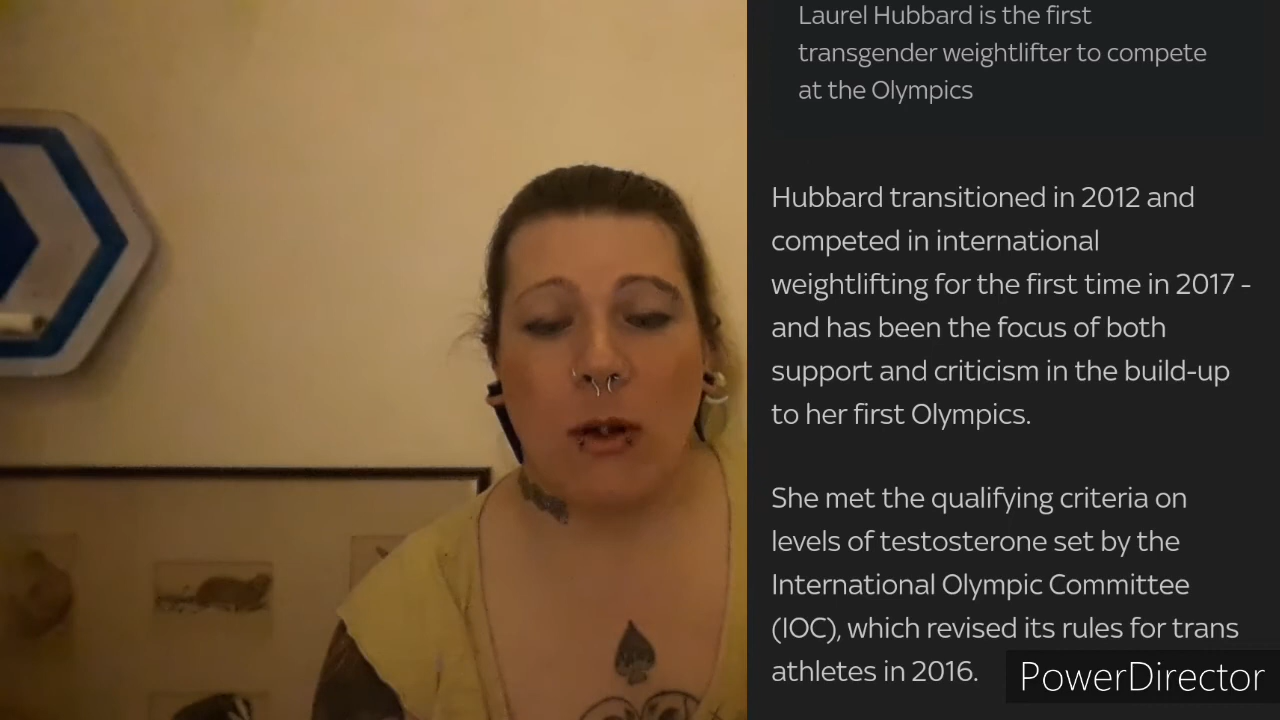 Laurel Hubbard is the first
transgender weightlifter to compete
at the Olympics
Hubbard transitioned in 2012 and
competed in international
weightlifting for the first time in 2017 -
and has been the focus of both
support and criticism in the build-up
to her first Olympics.
She met the qualifying criteria on
levels of testosterone set by the
International Olympic Committee
(IOC), which revised its rules for trans
athletes in 2016.
PowerDirector